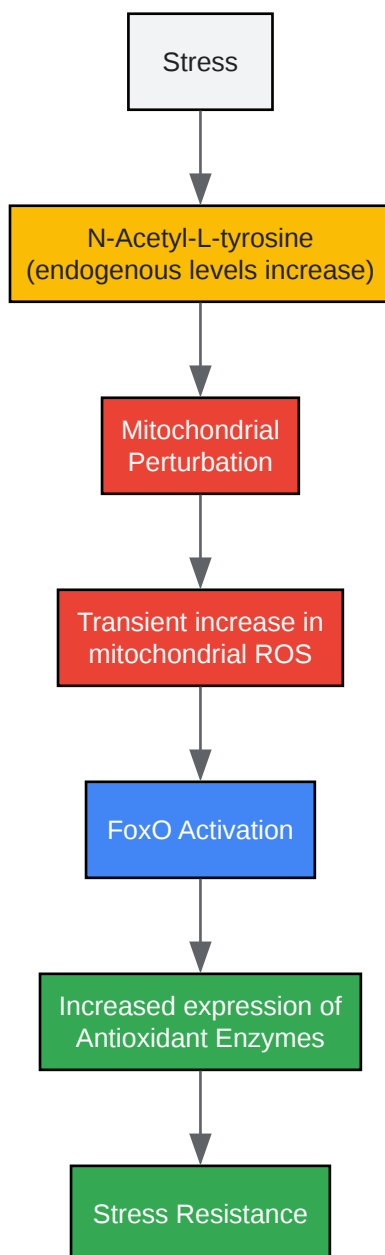 Stress
N-Acetyl-L-tyrosine
(endogenous levels increase)
Mitochondrial
Perturbation
Transient increase in
mitochondrial ROS
FoxO Activation
Increased expression of
Antioxidant Enzymes
Stress Resistance